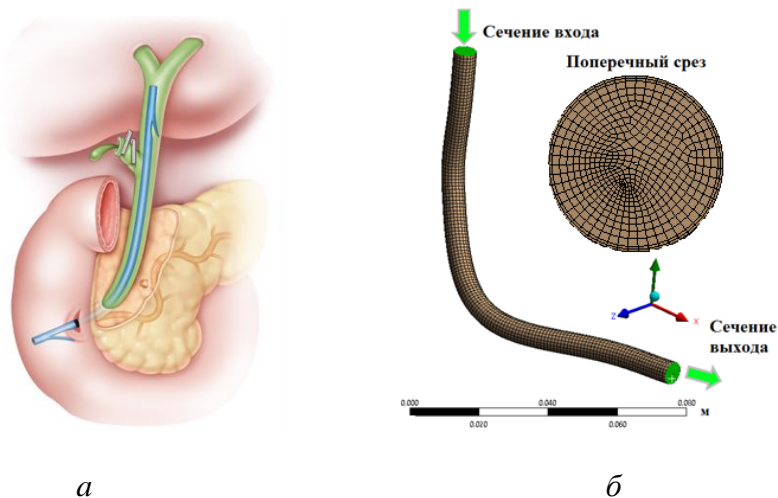 Сечение входа
Поперечный срез
z
x
Сечение
выхода
0.000
0.040
0.080
м
0.020
0.060
а
б